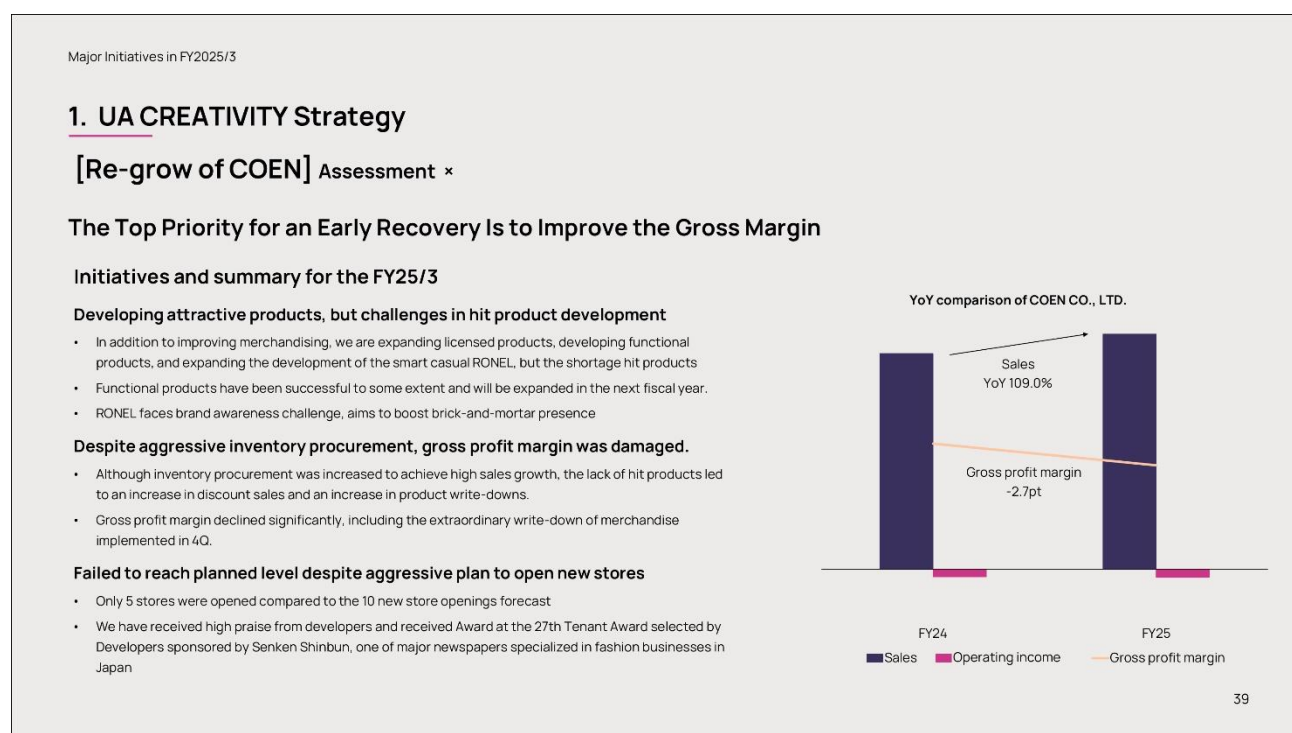 Major Initiatives in FY2025/3
1. UA CREATIVITY Strategy
[Re-grow of COEN] Assessment ×
The Top Priority for an Early Recovery Is to Improve the Gross Margin
Initiatives and summary for the FY25/3
Developing attractive products, but challenges in hit product development
• In addition to improving merchandising, we are expanding licensed products, developing functional
products, and expanding the development of the smart casual RONEL, but the shortage hit products
• Functional products have been successful to some extent and will be expanded in the next fiscal year.
• RONEL faces brand awareness challenge, aims to boost brick-and-mortar presence
Despite aggressive inventory procurement, gross profit margin was damaged.
• Although inventory procurement was increased to achieve high sales growth, the lack of hit products led
to an increase in discount sales and an increase in product write-downs.
• Gross profit margin declined significantly, including the extraordinary write-down of merchandise
implemented in 4Q.
Failed to reach planned level despite aggressive plan to open new stores
• Only 5 stores were opened compared to the 10 new store openings forecast
• We have received high praise from developers and received Award at the 27th Tenant Award selected by
Developers sponsored by Senken Shinbun, one of major newspapers specialized in fashion businesses in
Japan
YoY comparison of COEN CO., LTD.
Sales
YoY 109.0%
Gross profit margin
-2.7pt
FY24 FY25
Sales Operating income Gross profit margin
39